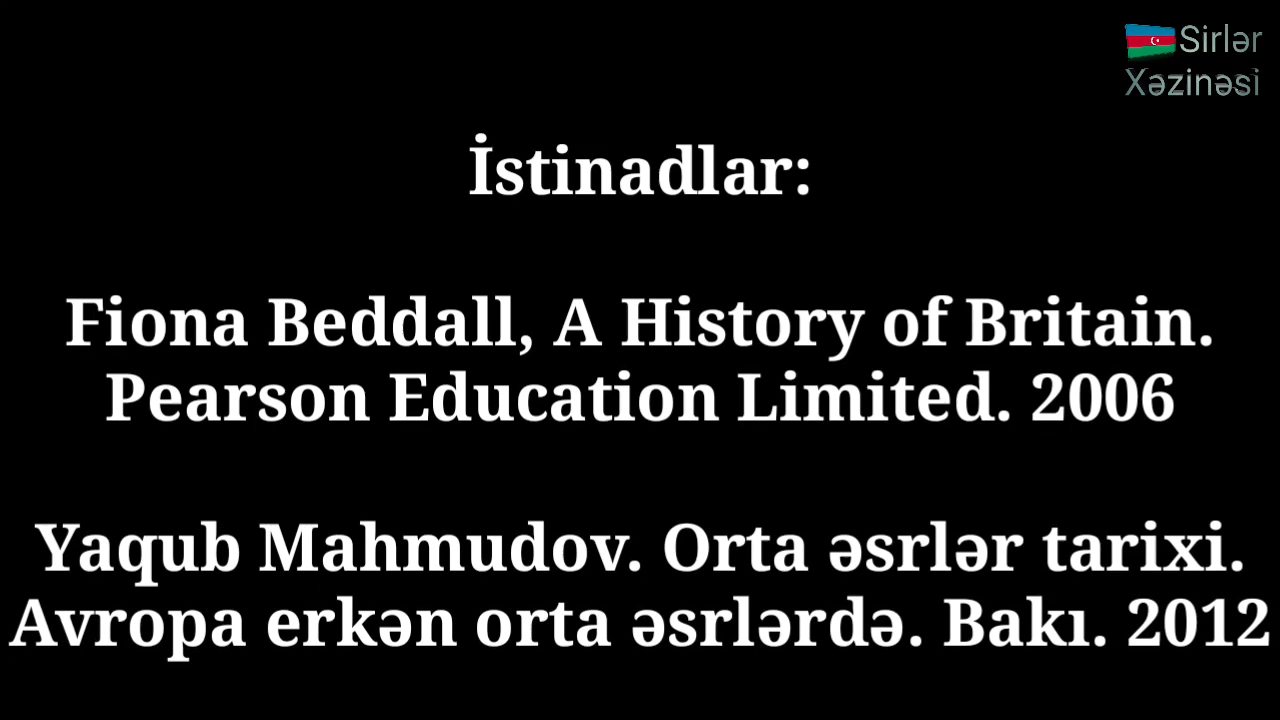 Sirlər
Xəzinəsi
İstinadlar:
Fiona Beddall, A History of Britain.
Pearson Education Limited. 2006
Yaqub Mahmudov. Orta əsrlər tarixi.
Avropa erkən orta əsrlərdə. Bakı. 2012